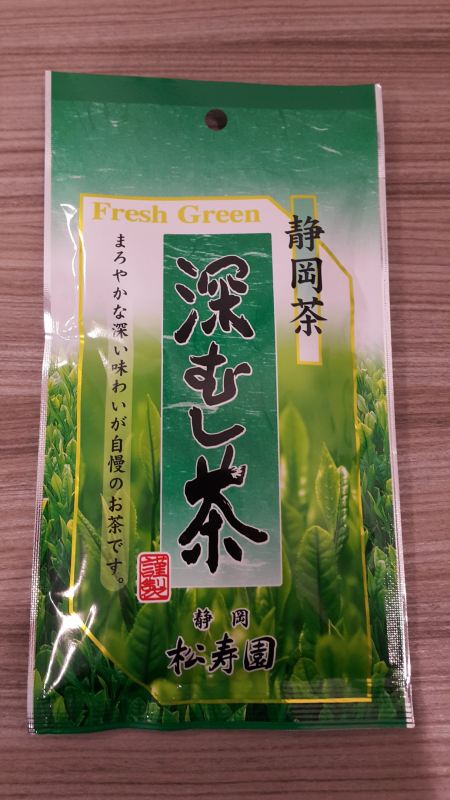 Fresh Green
静岡茶
深むし茶
まろやかな深い味わいが自慢のお茶です。
謹製
静岡
松寿園